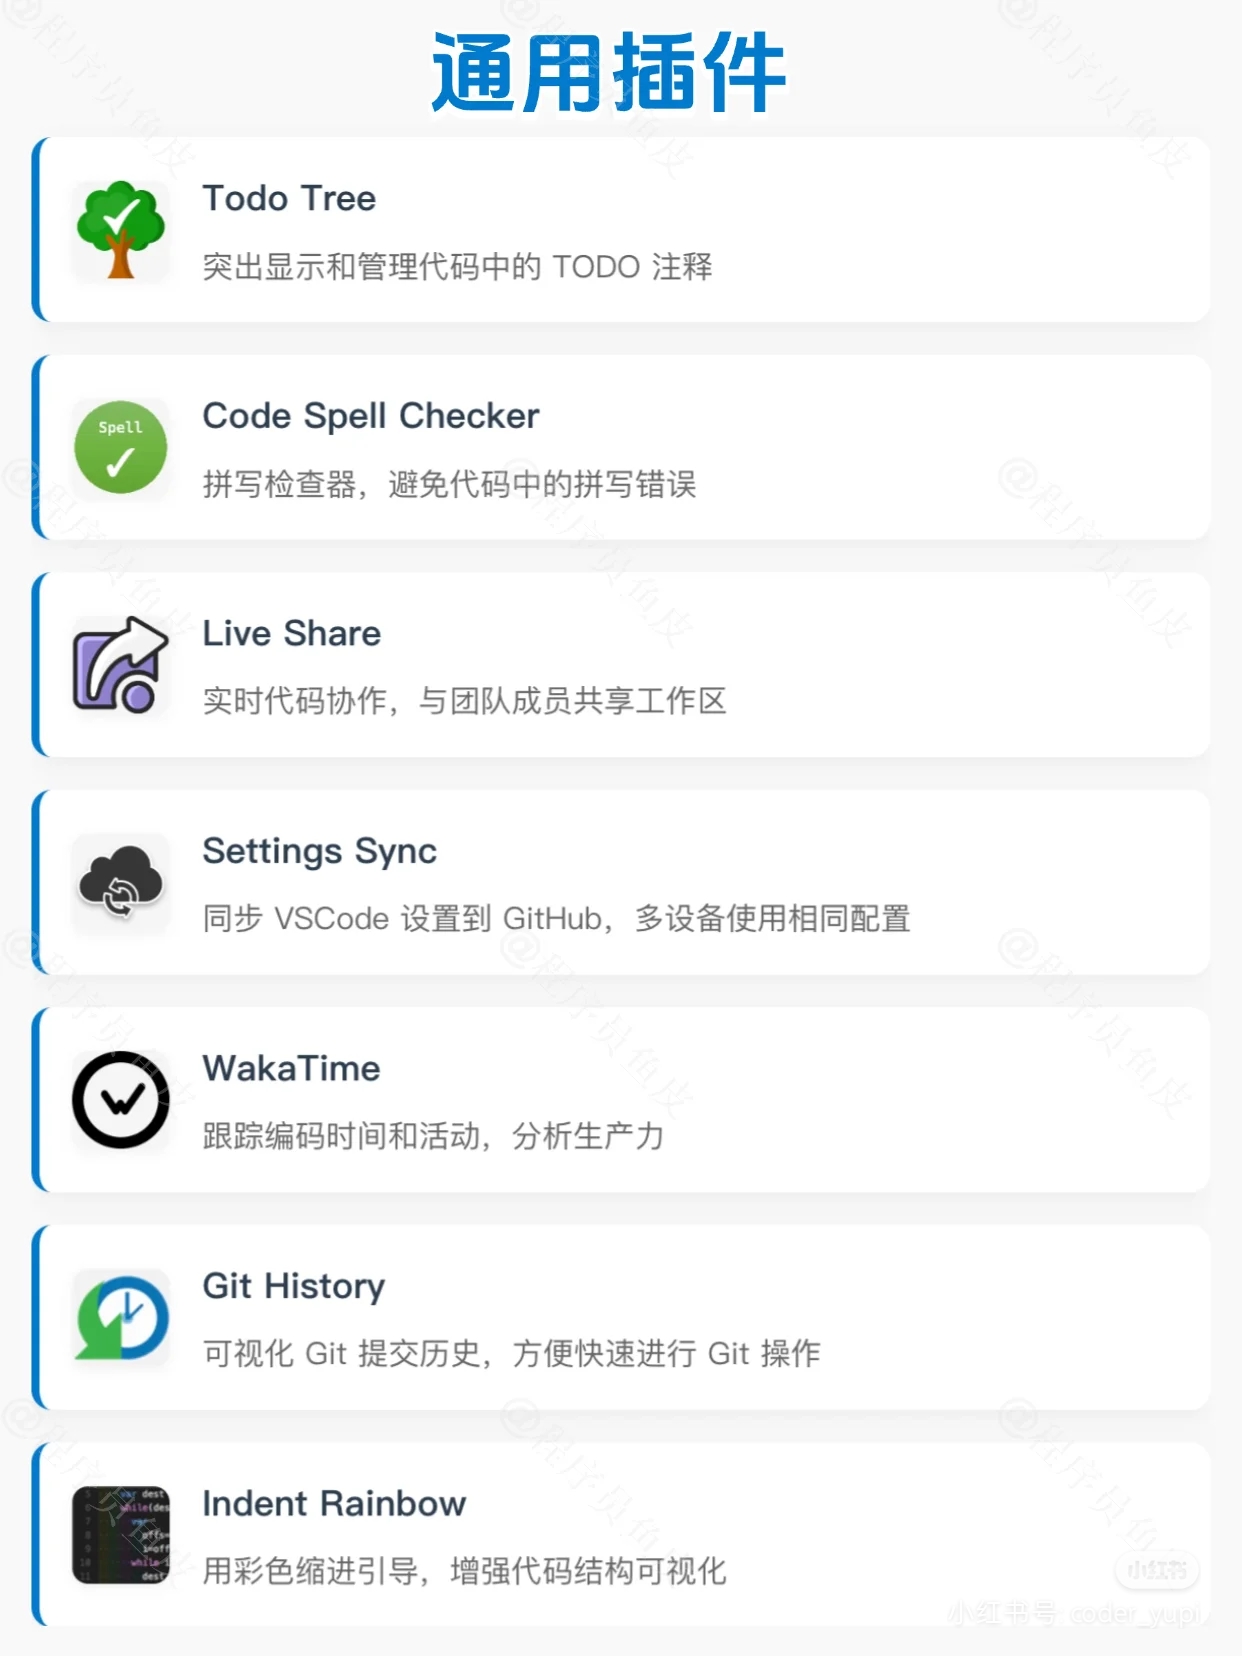 通用插件
Todo Tree
突出显示和管理代码中的 TODO 注释
Spell
Code Spell Checker
拼写检查器，避免代码中的拼写错误
Live Share
实时代码协作，与团队成员共享工作区
Settings Sync
同步 VSCode 设置到 GitHub，多设备使用相同配置
WakaTime
跟踪编码时间和活动，分析生产力
Git History
可视化 Git 提交历史，方便快速进行 Git 操作
Indent Rainbow
用彩色缩进引导，增强代码结构可视化
小红书
小红书号 coder_yupi
@程序员鱼皮